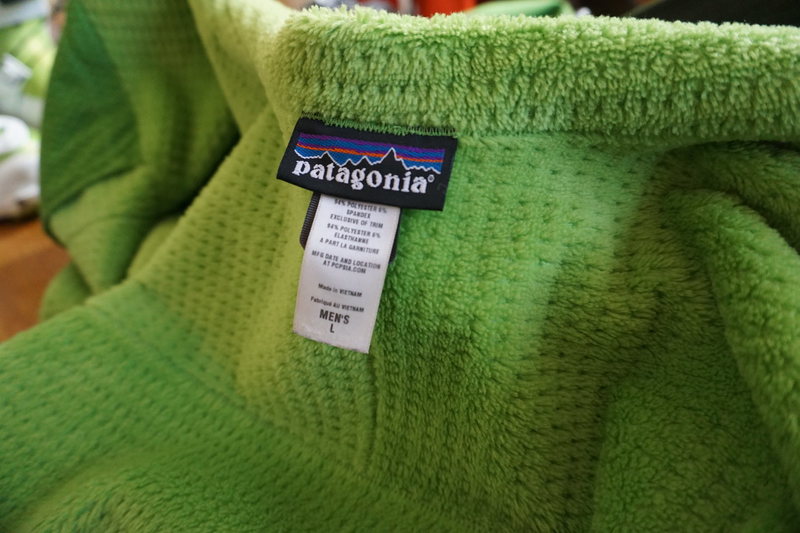 patagonia®
94% POLYESTER 6%
SPANDEX
EXCLUSIVE OF TRIM
94% POLYESTER 6%
ELASTHANNE
A PART LA GARNITURE
MFG DATE AND LOCATION
AT PCPSIA.COM
Made in VIETNAM
Fabriqué AU VIETNAM
MEN'S
L